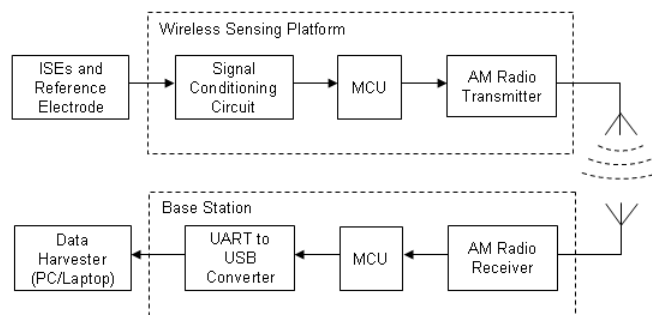 Wireless Sensing Platform
ISEs and
Reference
Electrode
Signal
Conditioning
Circuit
MCU
AM Radio
Transmitter
Base Station
Data
Harvester
(PC/Laptop)
UART to
USB
Converter
MCU
AM Radio
Receiver